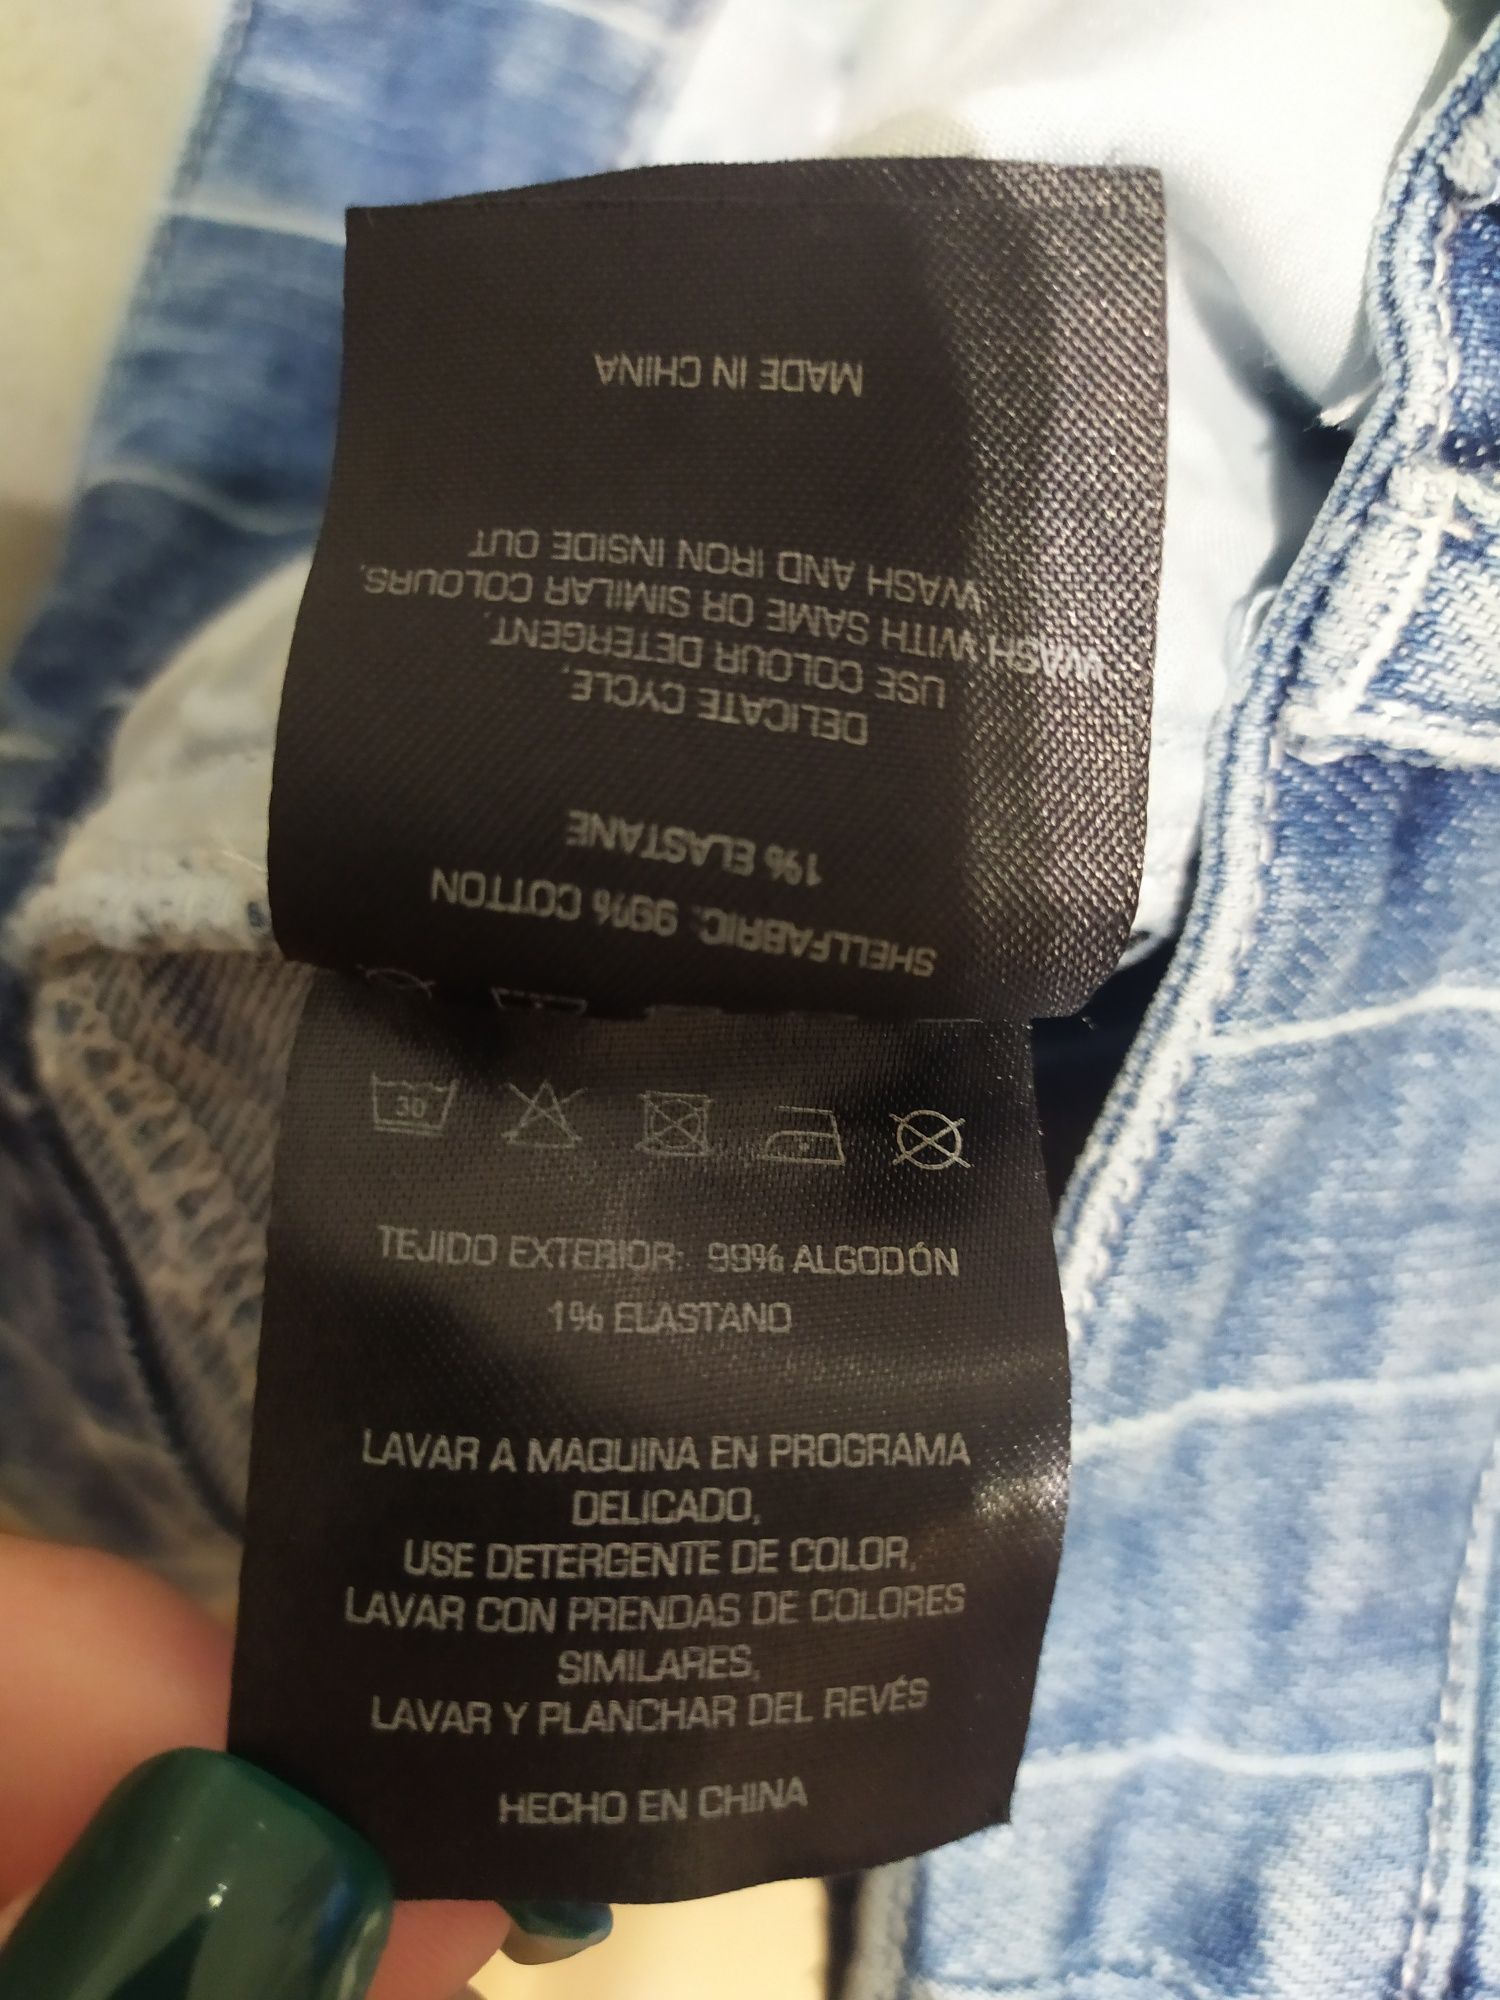 SHELLFABRIC: 99% COTTON
1% ELASTANE
DELICATE CYCLE,
USE COLOUR DETERGENT,
WASH WITH SAME OR SIMILAR COLOURS,
WASH AND IRON INSIDE OUT
MADE IN CHINA
30
TEJIDO EXTERIOR: 99% ALGODÓN
1% ELASTANO
LAVAR A MAQUINA EN PROGRAMA
DELICADO,
USE DETERGENTE DE COLOR,
LAVAR CON PRENDAS DE COLORES
SIMILARES,
LAVAR Y PLANCHAR DEL REVÉS
HECHO EN CHINA